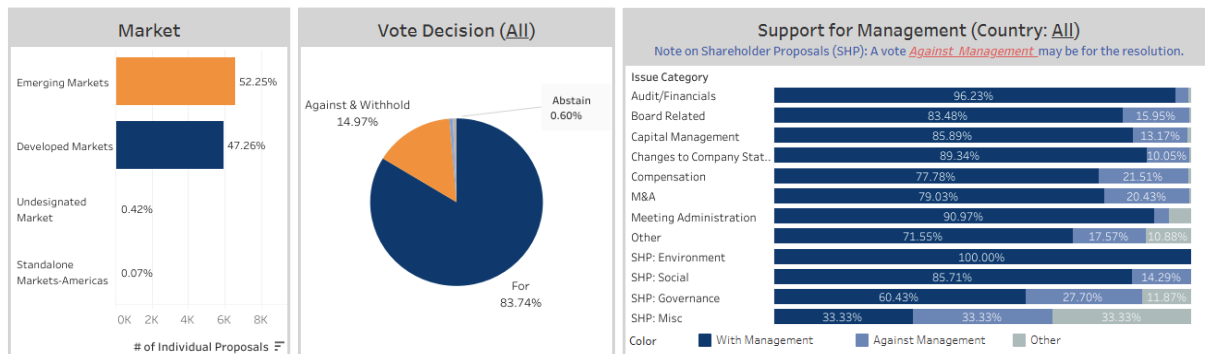 Market
Emerging Markets
52.25%
Developed Markets
47.26%
Undesignated
Market
0.42%
Standalone
Markets-Americas
0.07%
0K 2K 4K 6K 8K
# of Individual Proposals
Vote Decision (All)
Abstain
0.60%
Against & Withhold
14.97%
For
83.74%
Support for Management (Country: All)
Note on Shareholder Proposals (SHP): A vote Against Management may be for the resolution.
Issue Category
Audit/Financials 96.23%
Board Related 83.48% 15.95%
Capital Management 85.89% 13.17%
Changes to Company Stat.. 89.34% 10.05%
Compensation 77.78% 21.51%
M&A 79.03% 20.43%
Meeting Administration 90.97%
Other 71.55% 17.57% 10.88%
SHP: Environment 100.00%
SHP: Social 85.71% 14.29%
SHP: Governance 60.43% 27.70% 11.87%
SHP: Misc 33.33% 33.33% 33.33%
Color With Management Against Management Other